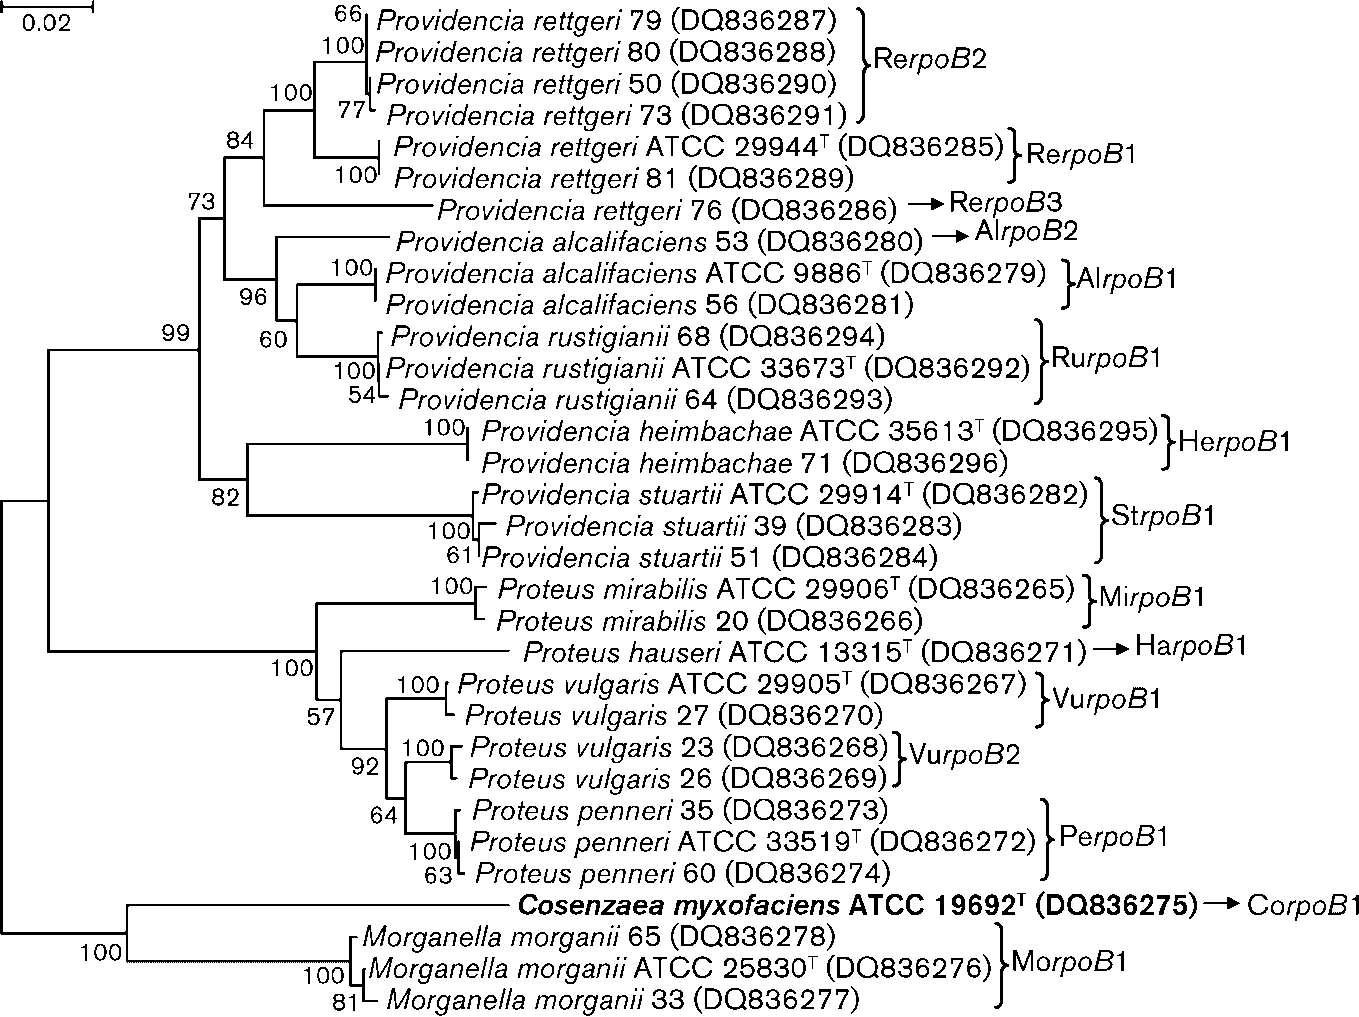 0.02
66
Providencia rettgeri 79 (DQ836287)
100
Providencia rettgeri 80 (DQ836288)
RerpoB2
100
Providencia rettgeri 50 (DQ836290)
77
Providencia rettgeri 73 (DQ836291)
84
Providencia rettgeri ATCC 29944ᵀ (DQ836285)
RerpoB1
100
Providencia rettgeri 81 (DQ836289)
73
Providencia rettgeri 76 (DQ836286)
RerpoB3
Providencia alcalifaciens 53 (DQ836280)
AlrpoB2
100
Providencia alcalifaciens ATCC 9886ᵀ (DQ836279)
AlrpoB1
96
Providencia alcalifaciens 56 (DQ836281)
99
60
Providencia rustigianii 68 (DQ836294)
100
Providencia rustigianii ATCC 33673ᵀ (DQ836292)
RurpoB1
54
Providencia rustigianii 64 (DQ836293)
100
Providencia heimbachae ATCC 35613ᵀ (DQ836295)
HerpoB1
Providencia heimbachae 71 (DQ836296)
82
Providencia stuartii ATCC 29914ᵀ (DQ836282)
100
Providencia stuartii 39 (DQ836283)
StrpoB1
61
Providencia stuartii 51 (DQ836284)
100
Proteus mirabilis ATCC 29906ᵀ (DQ836265)
MirpoB1
Proteus mirabilis 20 (DQ836266)
100
Proteus hauseri ATCC 13315ᵀ (DQ836271)
HarpoB1
100
Proteus vulgaris ATCC 29905ᵀ (DQ836267)
VurpoB1
57
Proteus vulgaris 27 (DQ836270)
100
Proteus vulgaris 23 (DQ836268)
VurpoB2
92
Proteus vulgaris 26 (DQ836269)
64
Proteus penneri 35 (DQ836273)
100
Proteus penneri ATCC 33519ᵀ (DQ836272)
PerpoB1
63
Proteus penneri 60 (DQ836274)
Cosenzaea myxofaciens ATCC 19692ᵀ (DQ836275)
CorpoB1
100
Morganella morganii 65 (DQ836278)
100
Morganella morganii ATCC 25830ᵀ (DQ836276)
MorpoB1
81
Morganella morganii 33 (DQ836277)